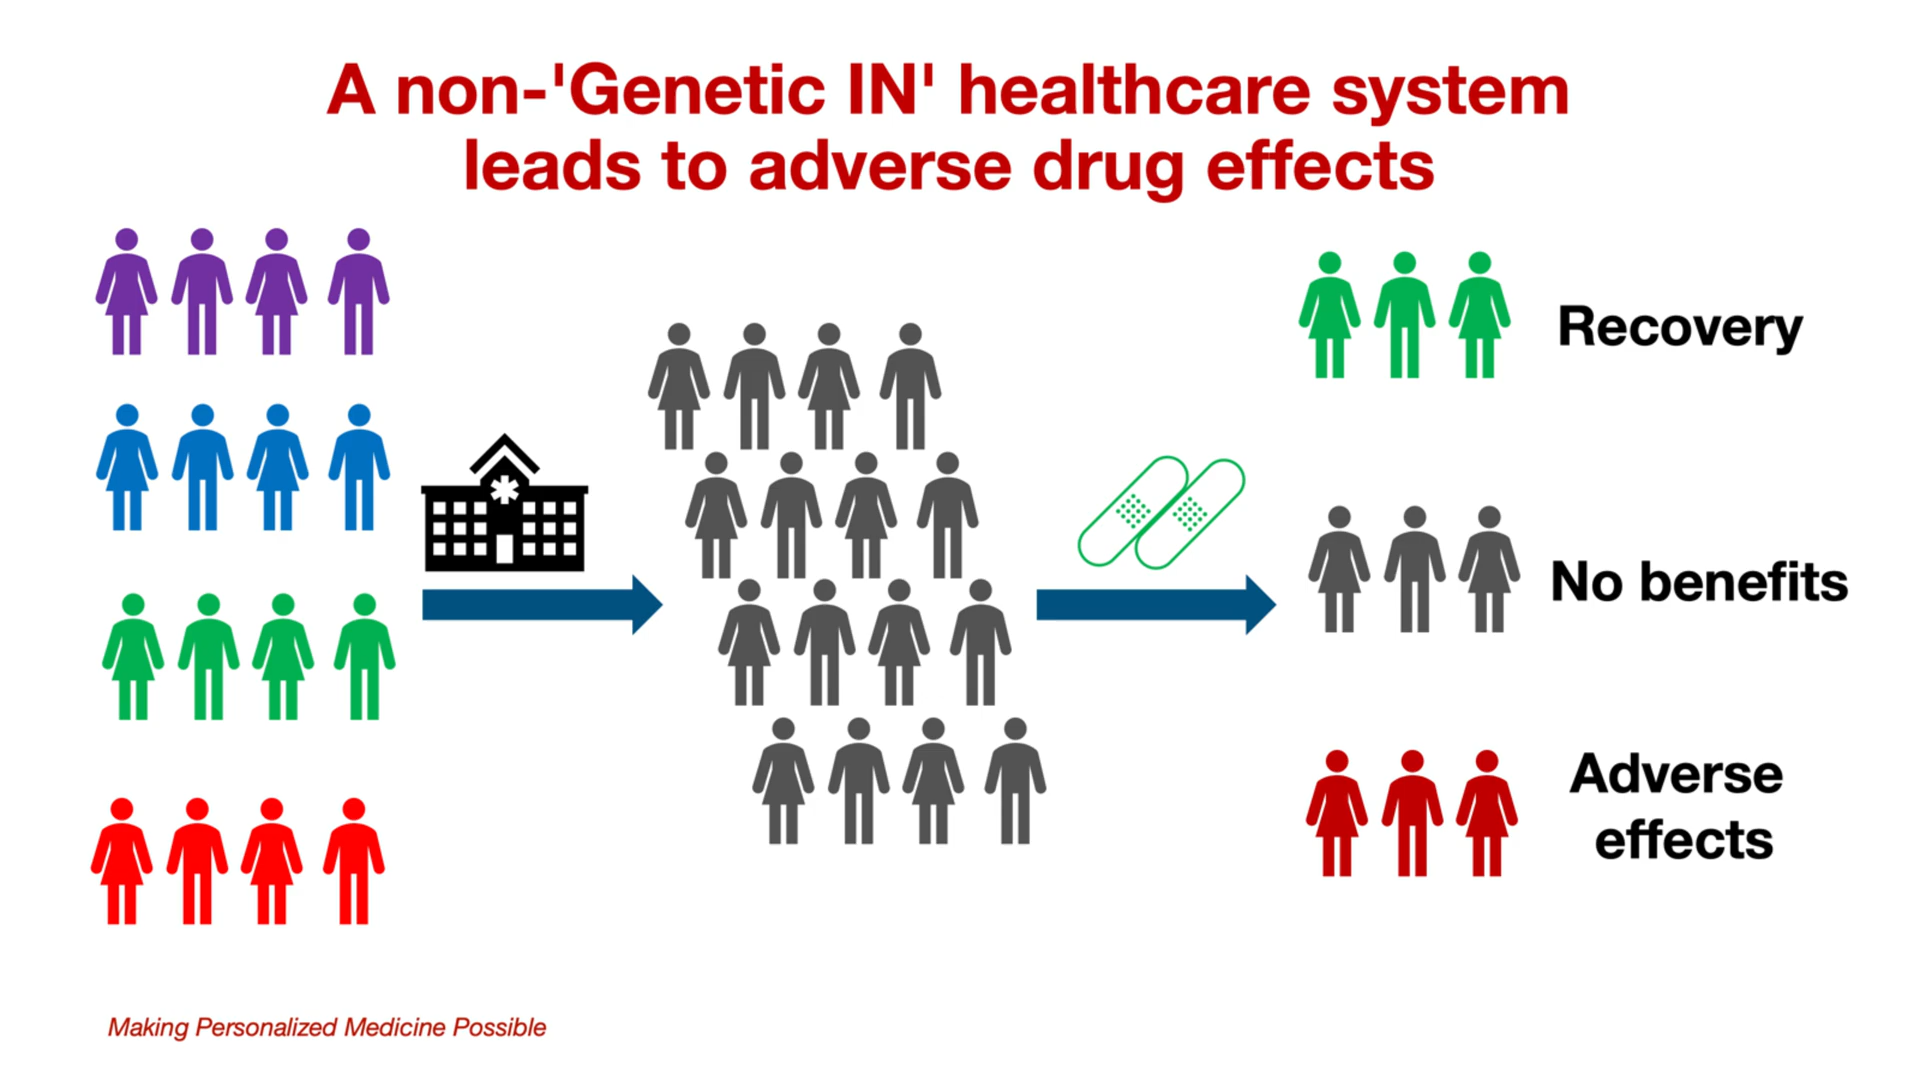 A non-'Genetic IN' healthcare system
leads to adverse drug effects
Recovery
No benefits
Adverse
effects
Making Personalized Medicine Possible